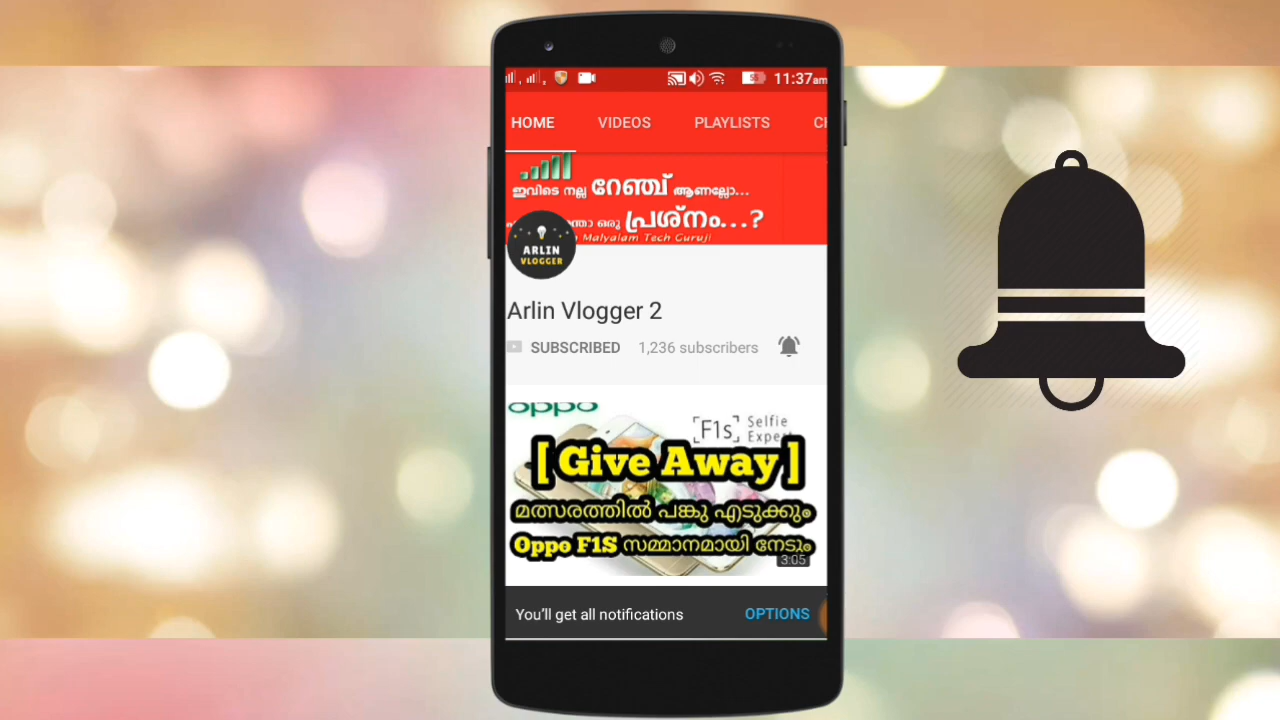 11:37am
HOME VIDEOS PLAYLISTS
ഇവിടെ നല്ല റേഞ്ച് ആണല്ലോ...
ഒരു പ്രശ്നം...?
Malyalam Tech Guruji
ARLIN
VLOGGER
Arlin Vlogger 2
SUBSCRIBED 1,236 subscribers
oppo
F1s Selfie
[ Give Away ]
മത്സരത്തിൽ പങ്കു എടുക്കും
Oppo F1S സമ്മാനമായി നേടും
3:05
You'll get all notifications OPTIONS